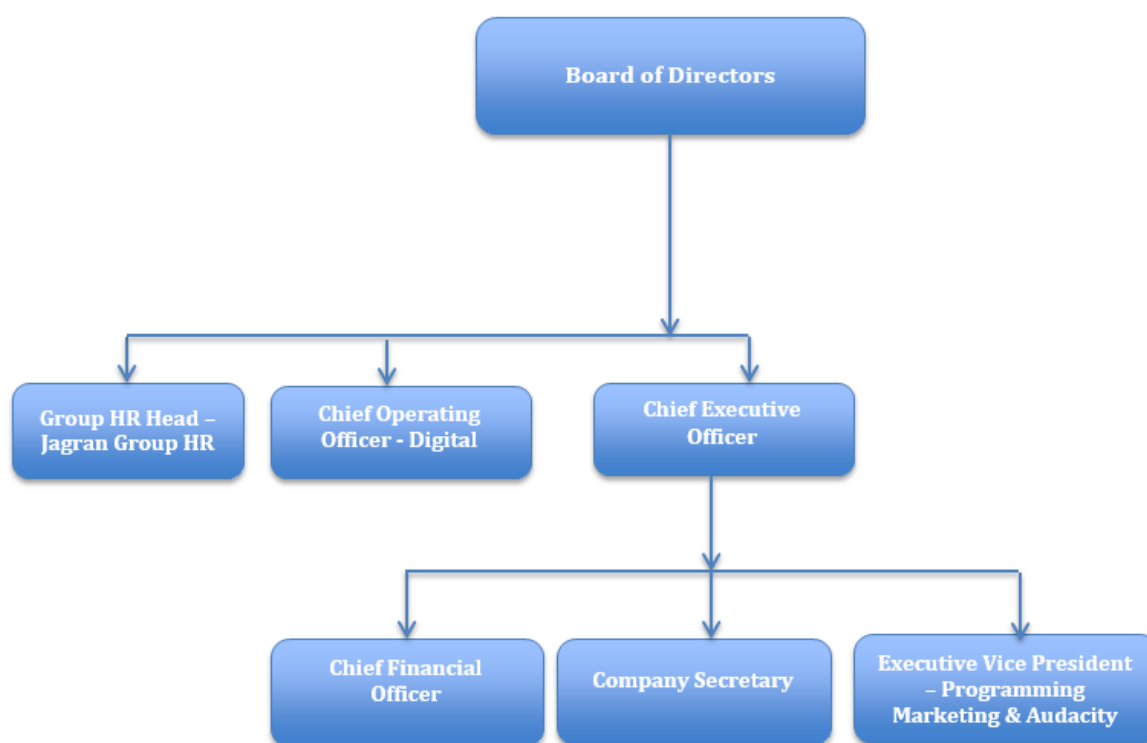 Board of Directors
Group HR Head –
Jagran Group HR
Chief Operating
Officer - Digital
Chief Executive
Officer
Chief Financial
Officer
Company Secretary
Executive Vice President
– Programming
Marketing & Audacity